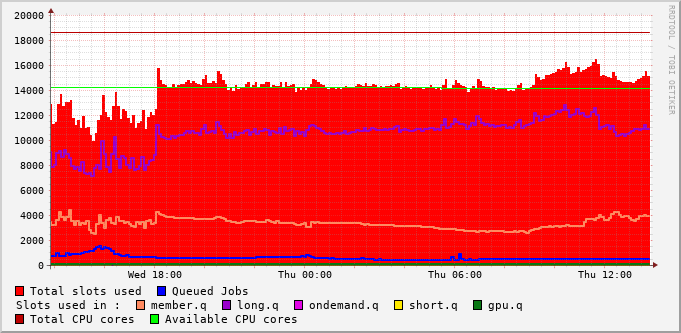 20000
18000
16000
14000
12000
10000
8000
6000
4000
2000
0
Wed 18:00 Thu 00:00 Thu 06:00 Thu 12:00
RRDTOOL / TOBI OETIKER
Total slots used Queued Jobs
Slots used in : member.q long.q ondemand.q short.q gpu.q
Total CPU cores Available CPU cores